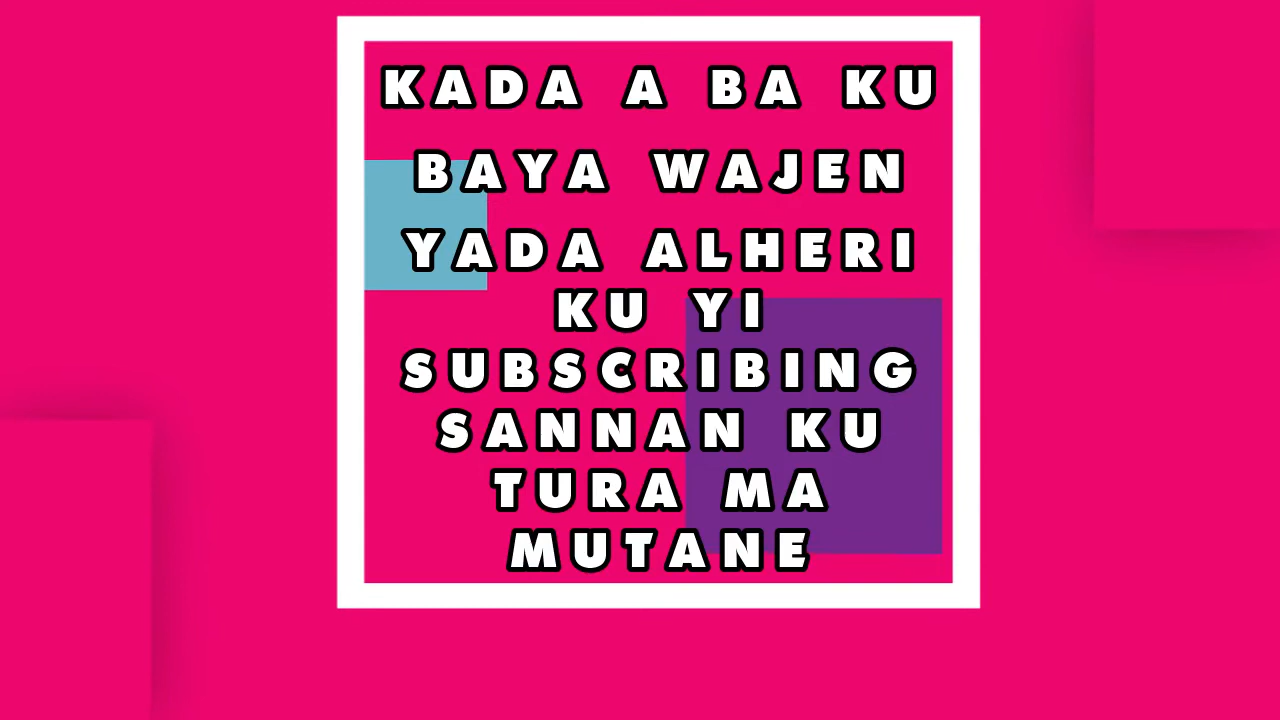 KADA A BA KU
BAYA WAJEN
YADA ALHERI
KU YI
SUBSCRIBING
SANNAN KU
TURA MA
MUTANE